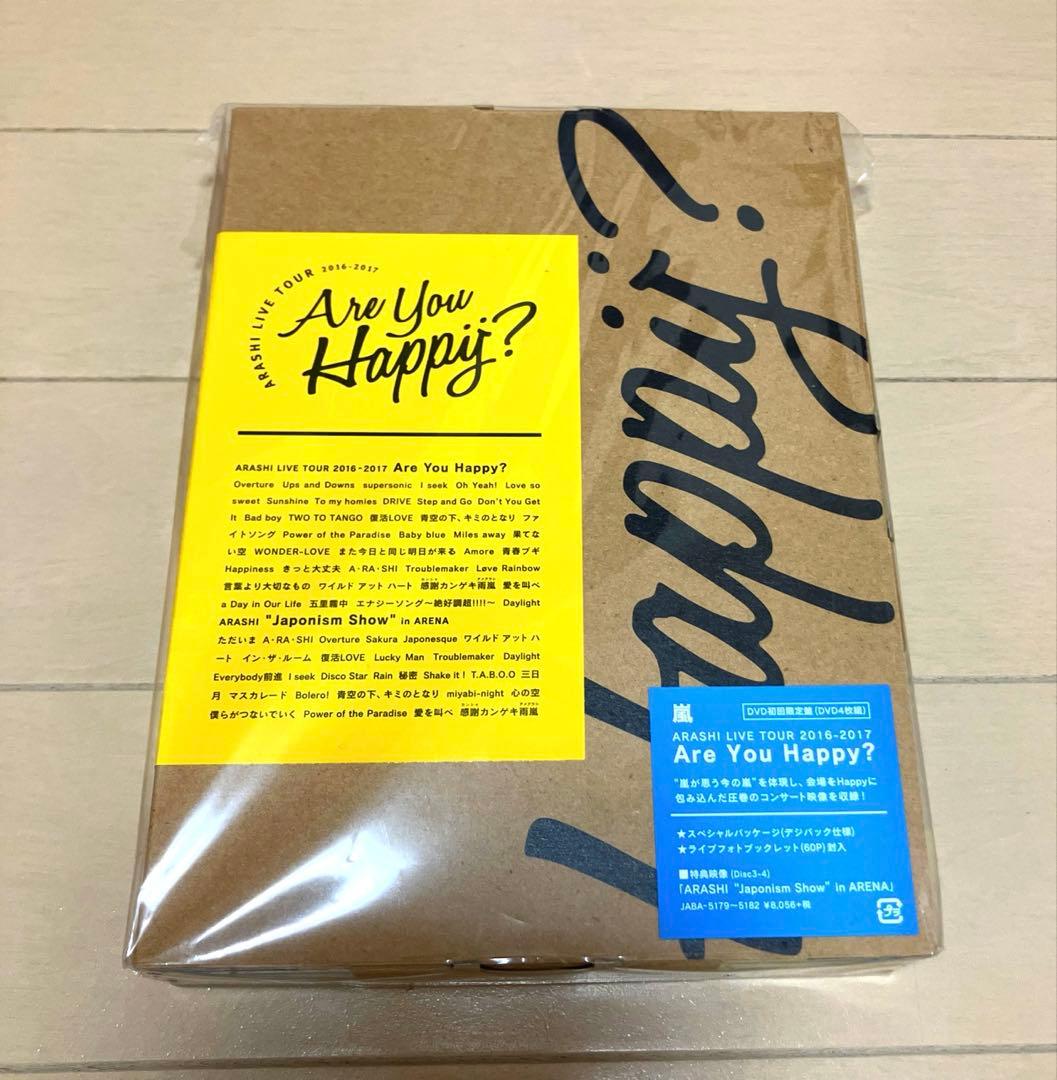 ARASHI LIVE TOUR 2016-2017
Are You
Happy?
ARASHI LIVE TOUR 2016-2017 Are You Happy?
Overture Ups and Downs supersonic I seek Oh Yeah! Love so
sweet Sunshine To my homies DRIVE Step and Go Don't You Get
It Bad boy TWO TO TANGO 復活LOVE 青空の下、キミのとなり ファ
イトソング Power of the Paradise Baby blue Miles away 果てな
い空 WONDER-LOVE また今日と同じ明日が来る Amore 青春ブギ
Happiness きっと大丈夫 A・RA・SHI Troublemaker Løve Rainbow
言葉より大切なもの ワイルド アット ハート 感謝カンゲキ雨嵐 愛を叫べ
a Day in Our Life 五里霧中 エナジーソング〜絶好調超!!!!〜 Daylight
ARASHI "Japonism Show" in ARENA
ただいま A・RA・SHI Overture Sakura Japonesque ワイルド アット ハ
ート イン・ザ・ルーム 復活LOVE Lucky Man Troublemaker Daylight
Everybody前進 I seek Disco Star Rain 秘密 Shake it! T.A.B.O.O 三日
月 マスカレード Bolero! 青空の下、キミのとなり miyabi-night 心の空
僕らがつないでいく Power of the Paradise 愛を叫べ 感謝カンゲキ雨嵐
Happy?
嵐 DVD初回限定盤(DVD4枚組)
ARASHI LIVE TOUR 2016-2017
Are You Happy?
"嵐が思う今の嵐"を体現し、会場をHappyに
包み込んだ圧巻のコンサート映像を収録!
★スペシャルパッケージ(デジパック仕様)
★ライブフォトブックレット(60P)封入
■特典映像(Disc3-4)
「ARASHI "Japonism Show" in ARENA」
JABA-5179〜5182 ¥8,056+税
プラ